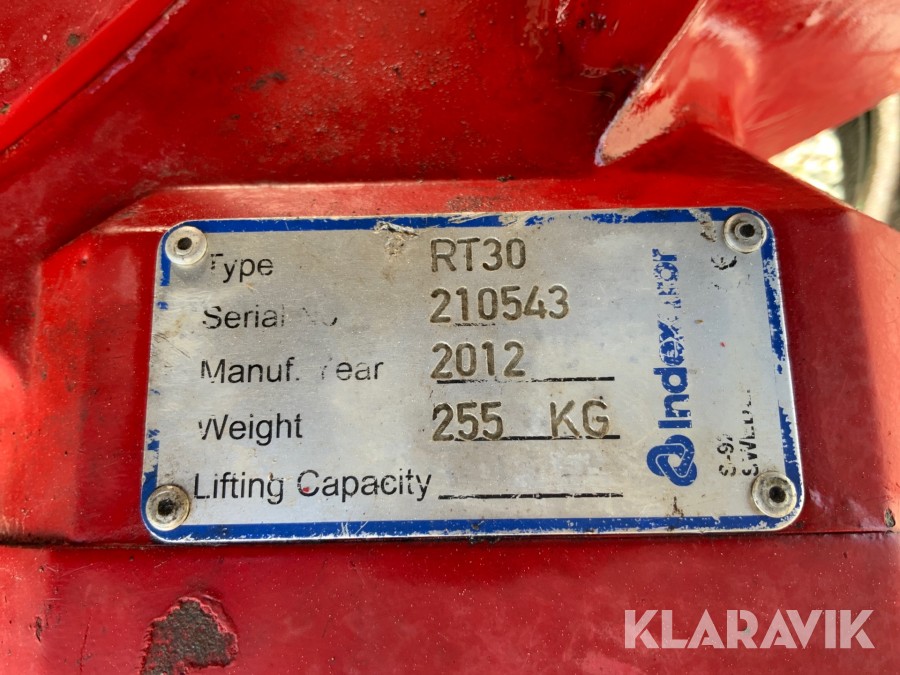 Type RT30
Serial No 210543
Manuf. Year 2012
Weight 255 KG
Lifting Capacity
Indexator
KLARAVIK